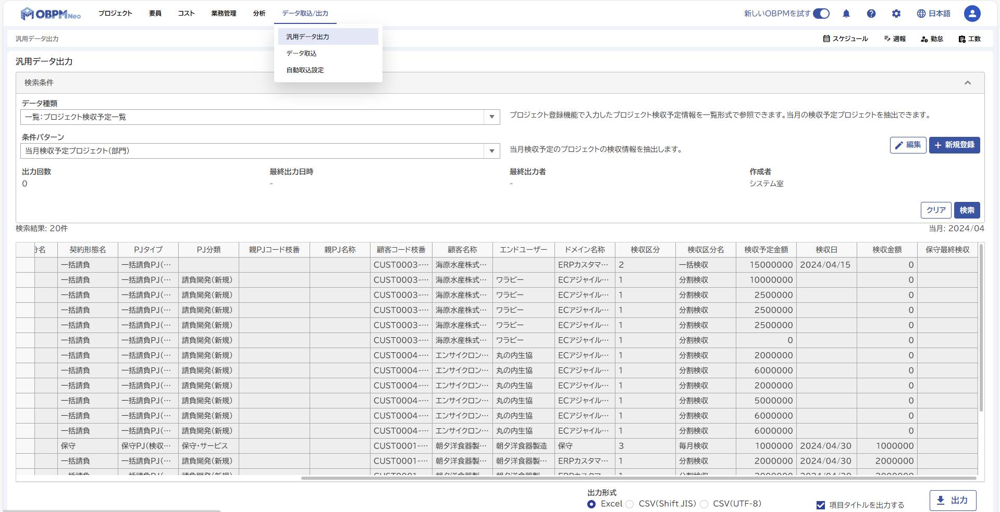 OBPM Neo プロジェクト 要員 コスト 業務管理 分析 データ取込/出力 新しいOBPMを試す 日本語
汎用データ出力
データ取込
自動取込設定
汎用データ出力 スケジュール 週報 勤怠 工数
汎用データ出力
検索条件
データ種類
一覧：プロジェクト検収予定一覧 プロジェクト登録機能で入力したプロジェクト検収予定情報を一覧形式で参照できます。当月の検収予定プロジェクトを抽出できます。
条件パターン
当月検収予定プロジェクト（部門） 当月検収予定のプロジェクトの検収情報を抽出します。 編集 新規登録
出力回数 最終出力日時 最終出力者 作成者
0 - - システム室
クリア 検索
検索結果: 20件 当月: 2024/04
分名 契約形態名 PJタイプ PJ分類 親PJコード枝番 親PJ名称 顧客コード枝番 顧客名称 エンドユーザー ドメイン名称 検収区分 検収区分名 検収予定金額 検収日 検収金額 保守最終検収
一括請負 一括請負PJ（… CUST0003-… 海原水産株式… ERPカスタマ… 2 一括検収 15000000 2024/04/15 0
一括請負 一括請負PJ（… 請負開発（新規） CUST0003-… 海原水産株式… ワラビー ECアジャイル… 1 分割検収 10000000 0
一括請負 一括請負PJ（… 請負開発（新規） CUST0003-… 海原水産株式… ワラビー ECアジャイル… 1 分割検収 2500000 0
一括請負 一括請負PJ（… 請負開発（新規） CUST0003-… 海原水産株式… ワラビー ECアジャイル… 1 分割検収 2500000 0
一括請負 一括請負PJ（… 請負開発（新規） CUST0003-… 海原水産株式… ワラビー ECアジャイル… 1 分割検収 2500000 0
一括請負 一括請負PJ（… 請負開発（新規） CUST0003-… 海原水産株式… ワラビー ECアジャイル… 1 分割検収 0 0
一括請負 一括請負PJ（… 請負開発（新規） CUST0004-… エンサイクロン… 丸の内生協 ECアジャイル… 1 分割検収 2000000 0
一括請負 一括請負PJ（… 請負開発（新規） CUST0004-… エンサイクロン… 丸の内生協 ECアジャイル… 1 分割検収 6000000 0
一括請負 一括請負PJ（… 請負開発（新規） CUST0004-… エンサイクロン… 丸の内生協 ECアジャイル… 1 分割検収 2000000 0
一括請負 一括請負PJ（… 請負開発（新規） CUST0004-… エンサイクロン… 丸の内生協 ECアジャイル… 1 分割検収 5000000 0
一括請負 一括請負PJ（… 請負開発（新規） CUST0004-… エンサイクロン… 丸の内生協 ECアジャイル… 1 分割検収 6000000 0
一括請負 一括請負PJ（… 請負開発（新規） CUST0004-… エンサイクロン… 丸の内生協 ECアジャイル… 1 分割検収 6000000 0
保守 保守PJ（検収… 保守・サービス CUST0001-… 朝夕洋食器製… 朝夕洋食器製造 保守 3 毎月検収 1000000 2024/04/30 1000000
一括請負 一括請負PJ（… 請負開発（新規） CUST0001-… 朝夕洋食器製… 朝夕洋食器製… ERPカスタマ… 1 分割検収 2000000 2024/04/30 2000000
出力形式
Excel CSV(Shift_JIS) CSV(UTF-8) 項目タイトルを出力する 出力